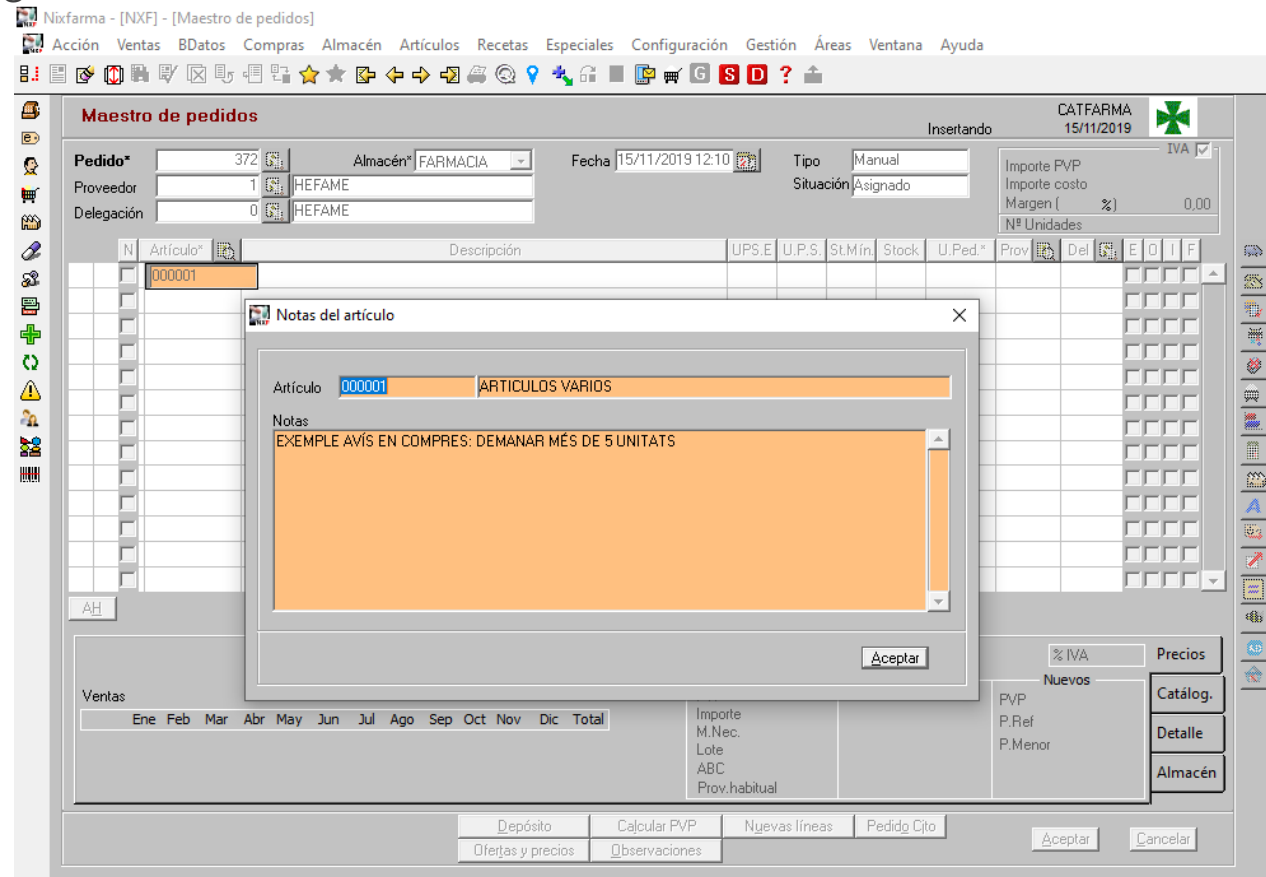 Nixfarma - [NXF] - [Maestro de pedidos]
Acción Ventas BDatos Compras Almacén Artículos Recetas Especiales Configuración Gestión Áreas Ventana Ayuda
G S D ?
Maestro de pedidos
Insertando
CATFARMA
15/11/2019
Pedido* 372 Almacén* FARMACIA Fecha 15/11/2019 12:10 Tipo Manual
Proveedor 1 HEFAME Situación Asignado
Delegación 0 HEFAME
IVA
Importe PVP
Importe costo
Margen ( %) 0,00
Nº Unidades
N Artículo* Descripción UPS.E U.P.S. St.Mín. Stock U.Ped.* Prov Del E O I F
000001
Notas del artículo
Artículo 000001 ARTICULOS VARIOS
Notas
EXEMPLE AVÍS EN COMPRES: DEMANAR MÉS DE 5 UNITATS
Aceptar
AH
% IVA
Precios
Catálog.
Detalle
Almacén
Ventas
Ene Feb Mar Abr May Jun Jul Ago Sep Oct Nov Dic Total
Importe
M.Nec.
Lote
ABC
Prov.habitual
Nuevos
PVP
P.Ref
P.Menor
Depósito Calcular PVP Nuevas líneas Pedido Cjto
Ofertas y precios Observaciones
Aceptar Cancelar